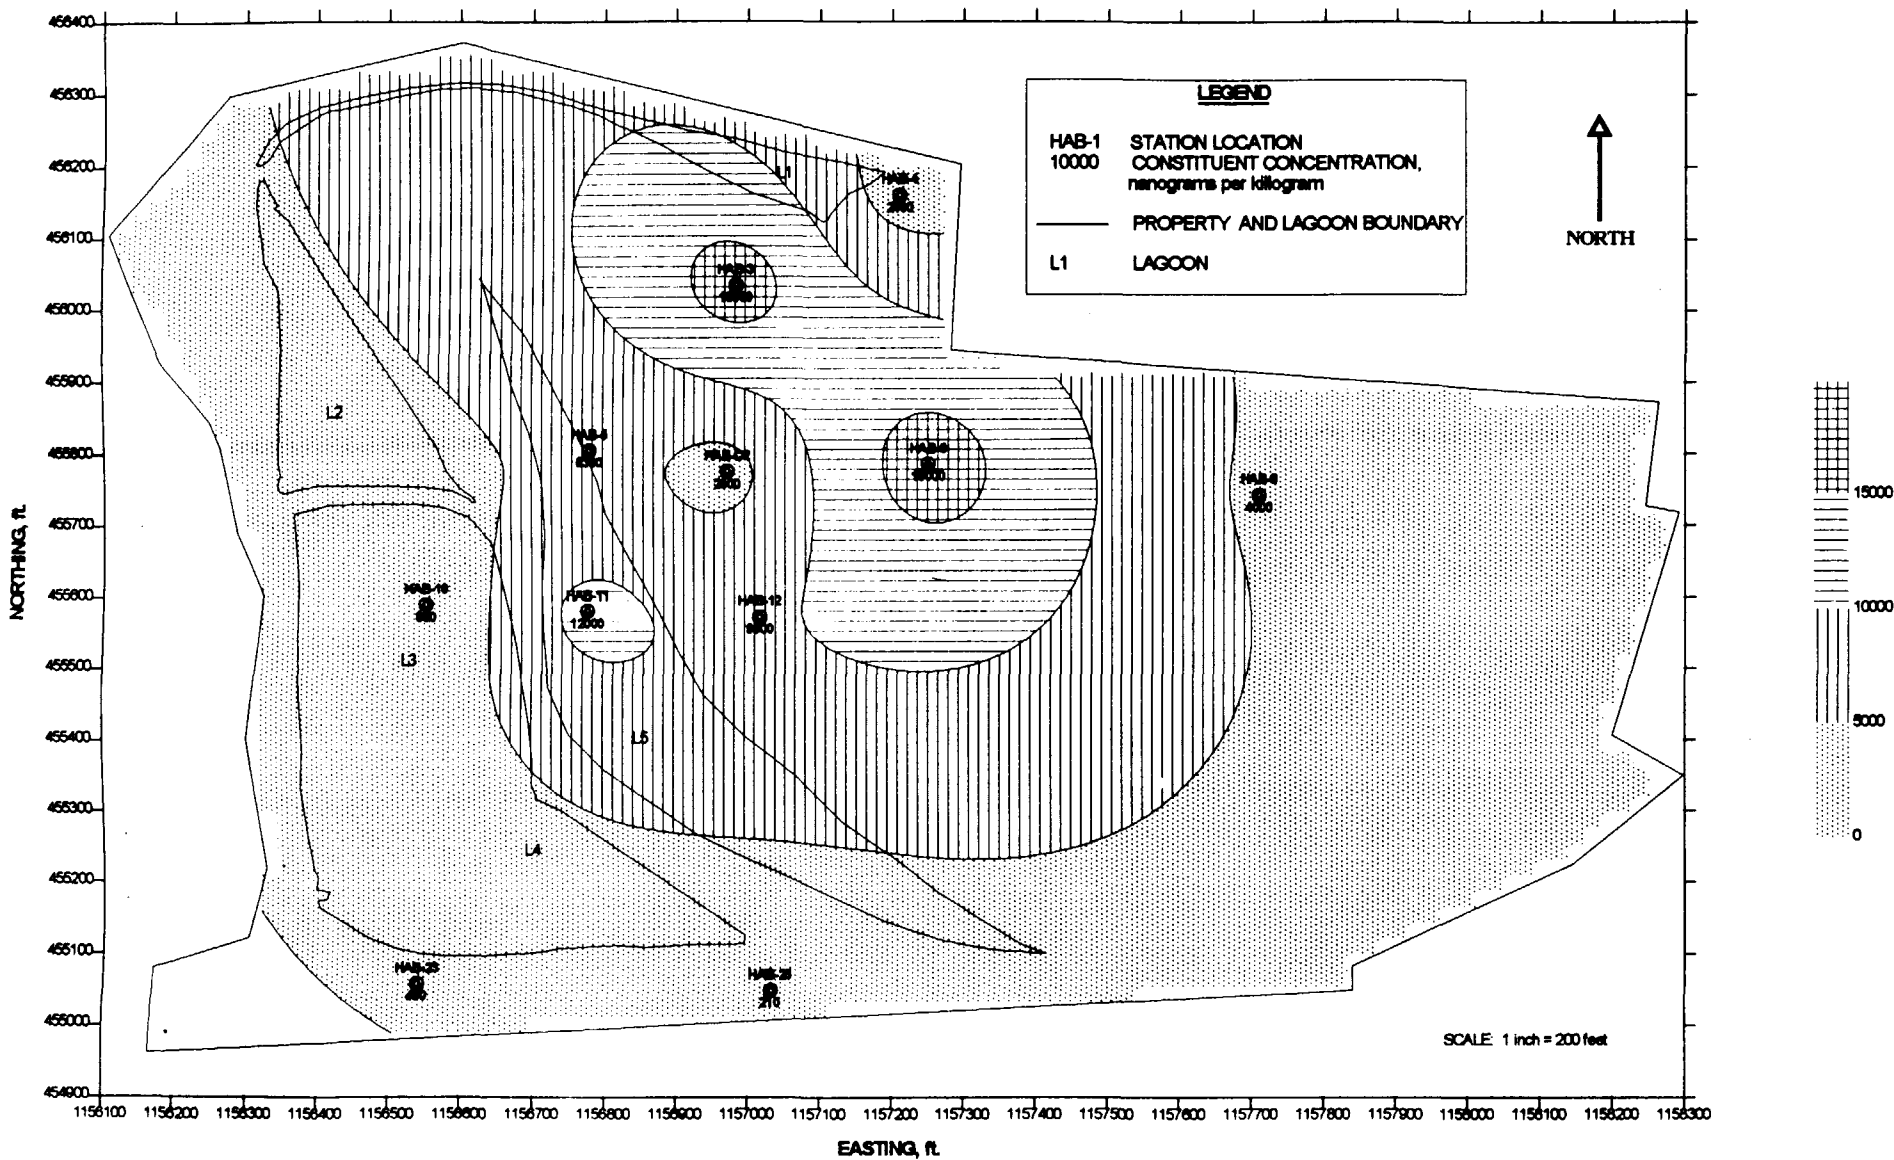 456400
456300
456200
456100
456000
455900
455800
455700
455600
455500
455400
455300
455200
455100
455000
454900
NORTHING, ft.
LEGEND
HAB-1 STATION LOCATION
10000 CONSTITUENT CONCENTRATION,
nanograms per killogram
PROPERTY AND LAGOON BOUNDARY
L1 LAGOON
NORTH
L1
L2
HAB-16
L3
HAB-11
12000
HAB-12
L5
4000
L4
HAB-23
210
15000
10000
5000
0
SCALE: 1 inch = 200 feet
1156100 1156200 1156300 1156400 1156500 1156600 1156700 1156800 1156900 1157000 1157100 1157200 1157300 1157400 1157500 1157600 1157700 1157800 1157900 1158000 1158100 1158200 1158300
EASTING, ft.